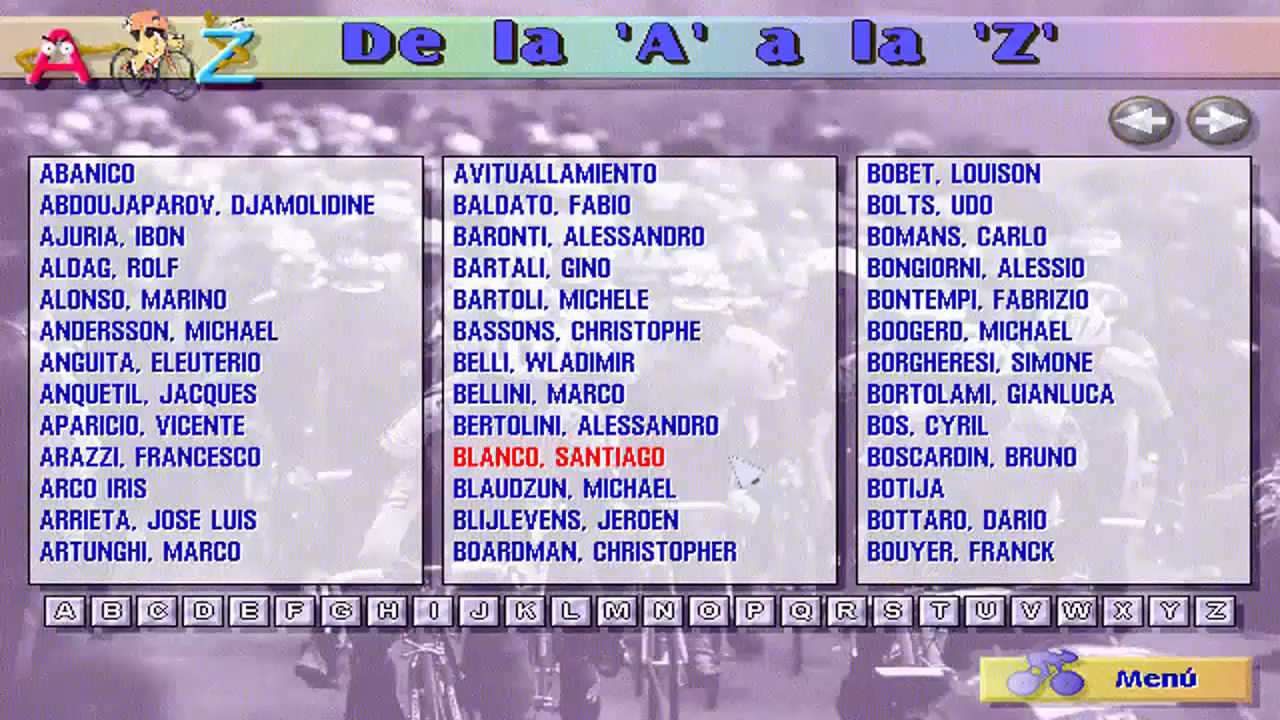 A Z
De la 'A' a la 'Z'
ABANICO
ABDOUJAPAROV, DJAMOLIDINE
AJURIA, IBON
ALDAG, ROLF
ALONSO, MARINO
ANDERSSON, MICHAEL
ANGUITA, ELEUTERIO
ANQUETIL, JACQUES
APARICIO, VICENTE
ARAZZI, FRANCESCO
ARCO IRIS
ARRIETA, JOSE LUIS
ARTUNGHI, MARCO
AVITUALLAMIENTO
BALDATO, FABIO
BARONTI, ALESSANDRO
BARTALI, GINO
BARTOLI, MICHELE
BASSONS, CHRISTOPHE
BELLI, WLADIMIR
BELLINI, MARCO
BERTOLINI, ALESSANDRO
BLANCO, SANTIAGO
BLAUDZUN, MICHAEL
BLIJLEVENS, JEROEN
BOARDMAN, CHRISTOPHER
BOBET, LOUISON
BOLTS, UDO
BOMANS, CARLO
BONGIORNI, ALESSIO
BONTEMPI, FABRIZIO
BOOGERD, MICHAEL
BORGHERESI, SIMONE
BORTOLAMI, GIANLUCA
BOS, CYRIL
BOSCARDIN, BRUNO
BOTIJA
BOTTARO, DARIO
BOUYER, FRANCK
A B C D E F G H I J K L M N O P Q R S T U V W X Y Z
Menú